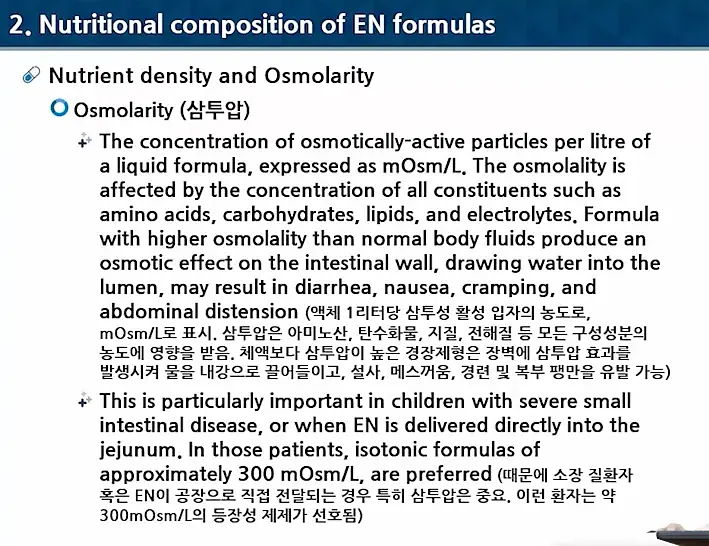 2. Nutritional composition of EN formulas
Nutrient density and Osmolarity
Osmolarity (삼투압)
The concentration of osmotically-active particles per litre of
a liquid formula, expressed as mOsm/L. The osmolality is
affected by the concentration of all constituents such as
amino acids, carbohydrates, lipids, and electrolytes. Formula
with higher osmolality than normal body fluids produce an
osmotic effect on the intestinal wall, drawing water into the
lumen, may result in diarrhea, nausea, cramping, and
abdominal distension (액체 1리터당 삼투성 활성 입자의 농도로,
mOsm/L로 표시. 삼투압은 아미노산, 탄수화물, 지질, 전해질 등 모든 구성성분의
농도에 영향을 받음. 체액보다 삼투압이 높은 경장제형은 장벽에 삼투압 효과를
발생시켜 물을 내강으로 끌어들이고, 설사, 메스꺼움, 경련 및 복부 팽만을 유발 가능)
This is particularly important in children with severe small
intestinal disease, or when EN is delivered directly into the
jejunum. In those patients, isotonic formulas of
approximately 300 mOsm/L, are preferred (때문에 소장 질환자
혹은 EN이 공장으로 직접 전달되는 경우 특히 삼투압은 중요. 이런 환자는 약
300mOsm/L의 등장성 제제가 선호됨)